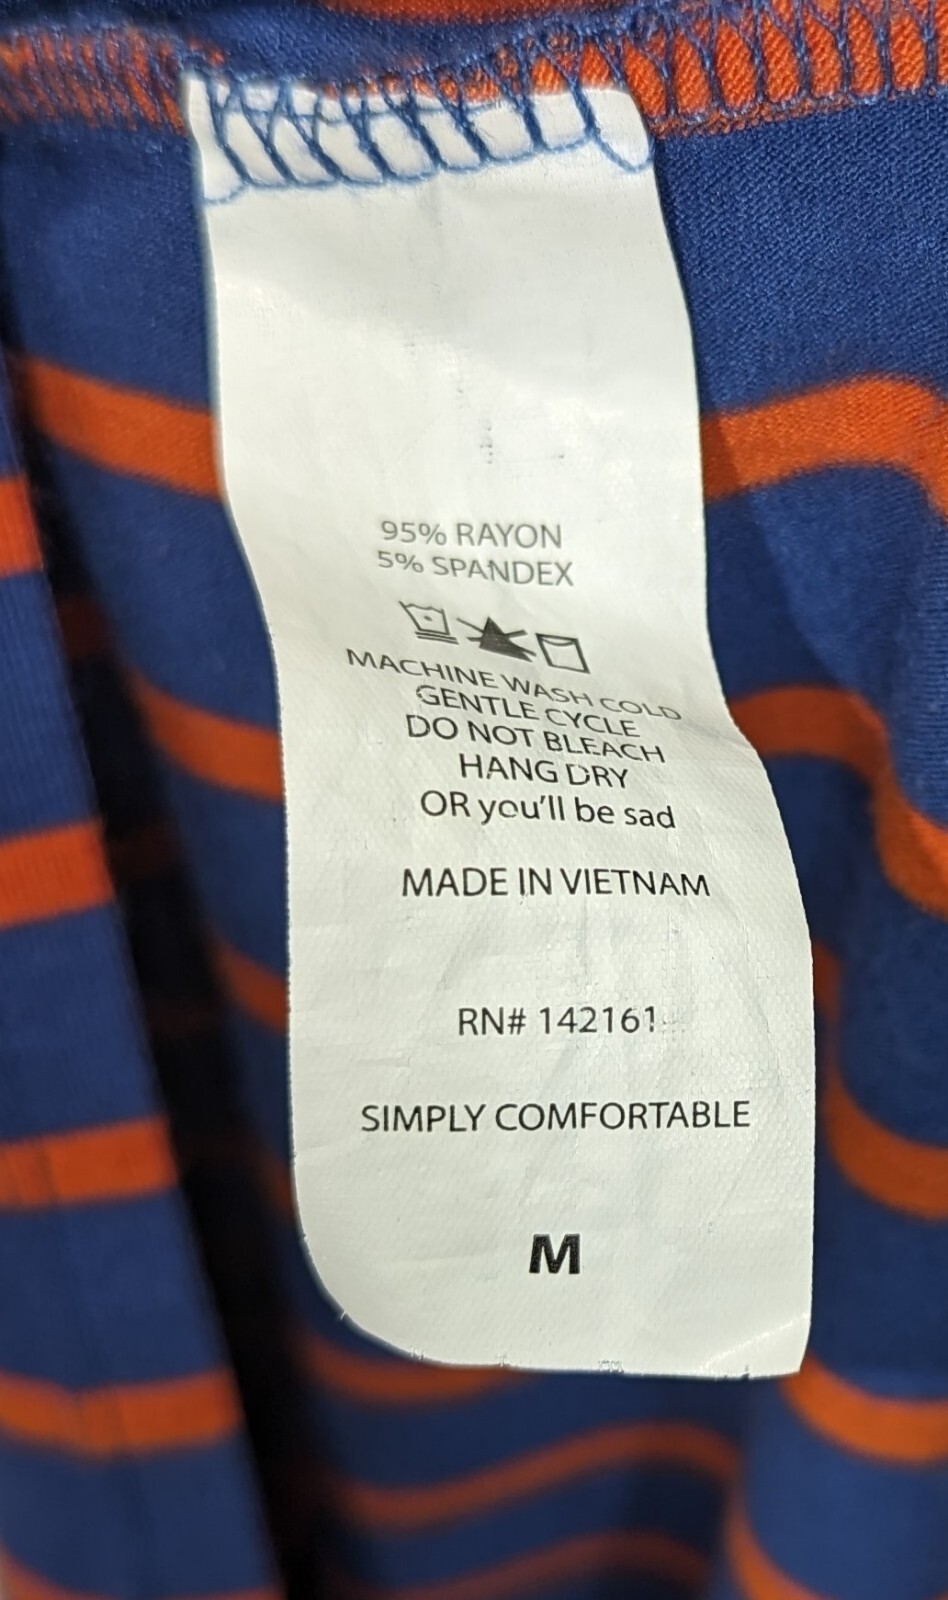 95% RAYON
5% SPANDEX
MACHINE WASH COLD
GENTLE CYCLE
DO NOT BLEACH
HANG DRY
OR you'll be sad
MADE IN VIETNAM
RN# 142161
SIMPLY COMFORTABLE
M